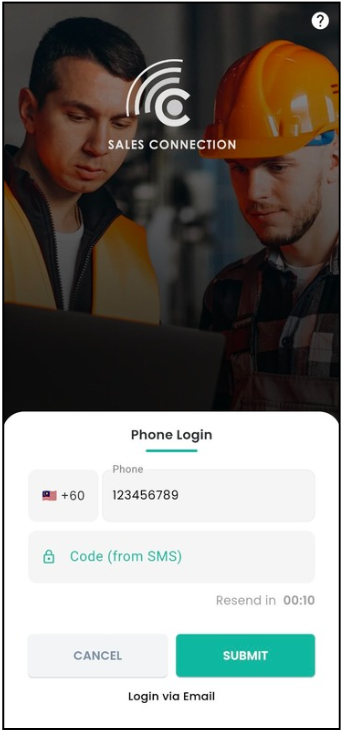 ?
SALES CONNECTION
Phone Login
Phone
+60 123456789
Code (from SMS)
Resend in 00:10
CANCEL SUBMIT
Login via Email